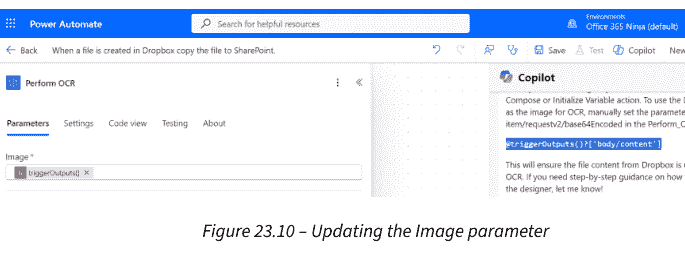 Power Automate
Search for helpful resources
Environments
Office 365 Ninja (default)
Back When a file is created in Dropbox copy the file to SharePoint.
Save Test Copilot New
Perform OCR
Copilot
Compose or Initialize Variable action. To use the
as the image for OCR, manually set the paramete
item/requestv2/base64Encoded in the Perform_O
Parameters Settings Code view Testing About
@triggerOutputs()?['body/content']
Image *
triggerOutputs() ×
This will ensure the file content from Dropbox is
OCR. If you need step-by-step guidance on how
the designer, let me know!
Figure 23.10 – Updating the Image parameter